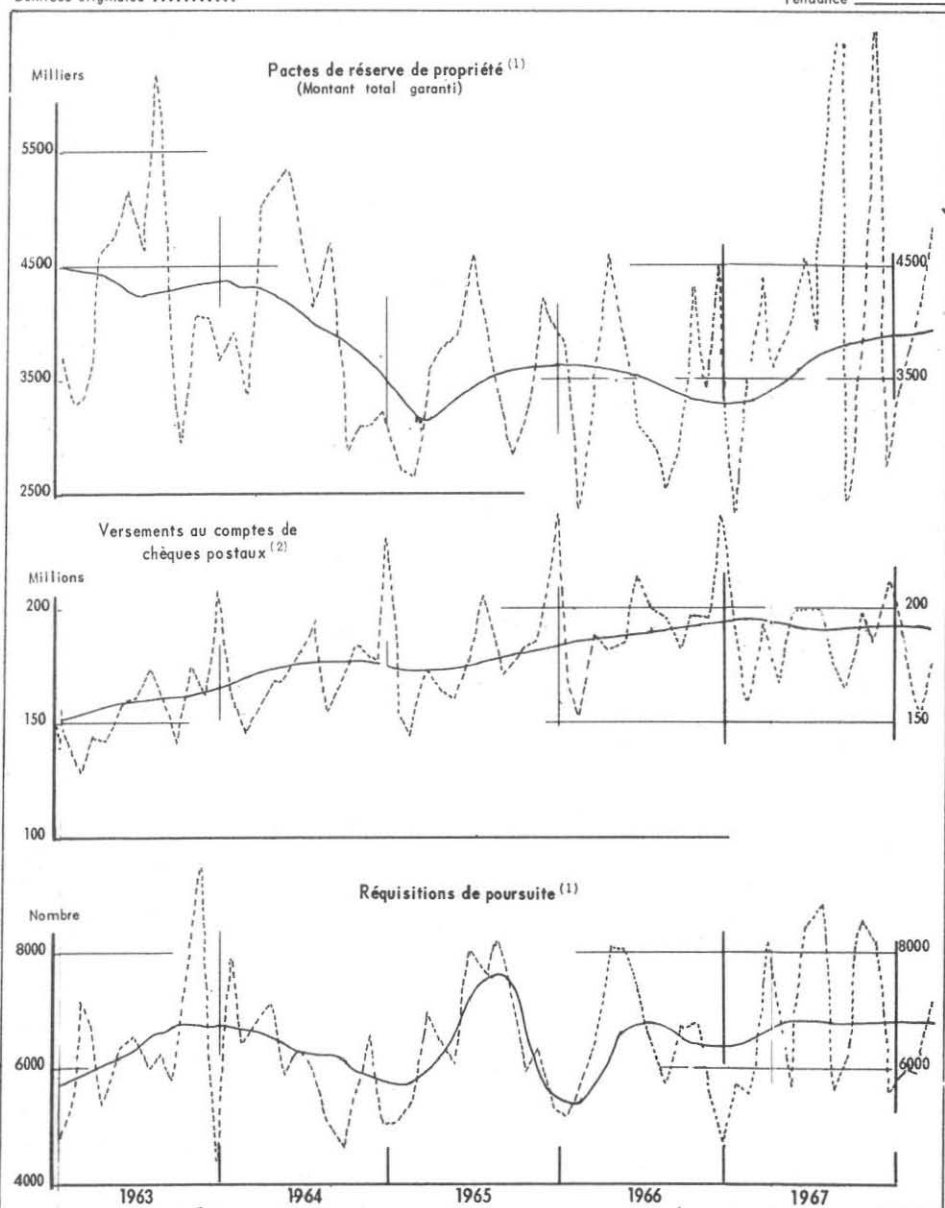 Tendance
Pactes de réserve de propriété (1)
(Montant total garanti)
Milliers
5500
4500
4500
3500
3500
2500
Versements au comptes de
chèques postaux (2)
Millions
200
200
150
150
100
Réquisitions de poursuite (1)
Nombre
8000
8000
6000
6000
4000
1963 1964 1965 1966 1967